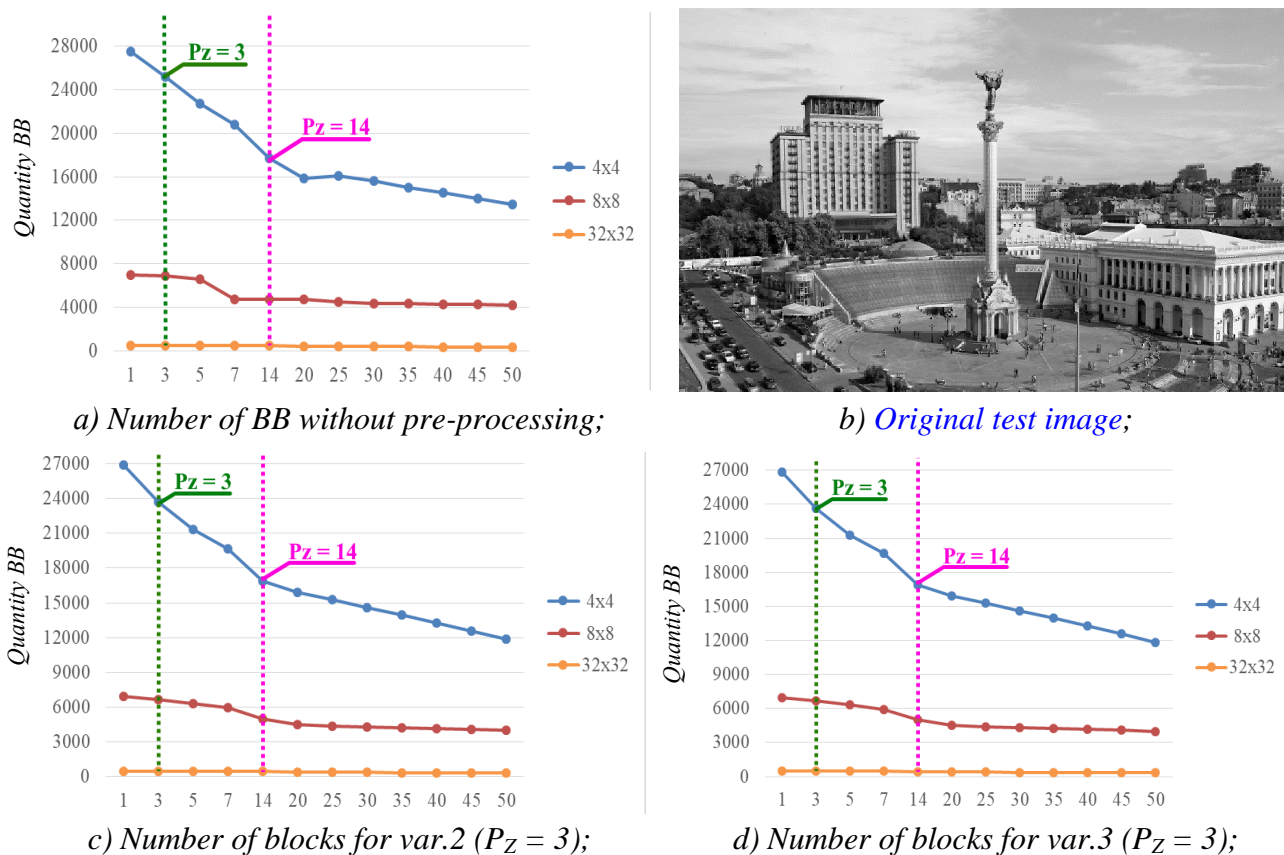 28000
24000
20000
16000
12000
8000
4000
0
Quantity BB
Pz = 3
Pz = 14
4x4
8x8
32x32
1 3 5 7 14 20 25 30 35 40 45 50
a) Number of BB without pre-processing;
b) Original test image;
27000
24000
21000
18000
15000
12000
9000
6000
3000
0
Quantity BB
Pz = 3
Pz = 14
4x4
8x8
32x32
1 3 5 7 14 20 25 30 35 40 45 50
c) Number of blocks for var.2 (PZ = 3);
27000
24000
21000
18000
15000
12000
9000
6000
3000
0
Quantity BB
Pz = 3
Pz = 14
4x4
8x8
32x32
1 3 5 7 14 20 25 30 35 40 45 50
d) Number of blocks for var.3 (PZ = 3);